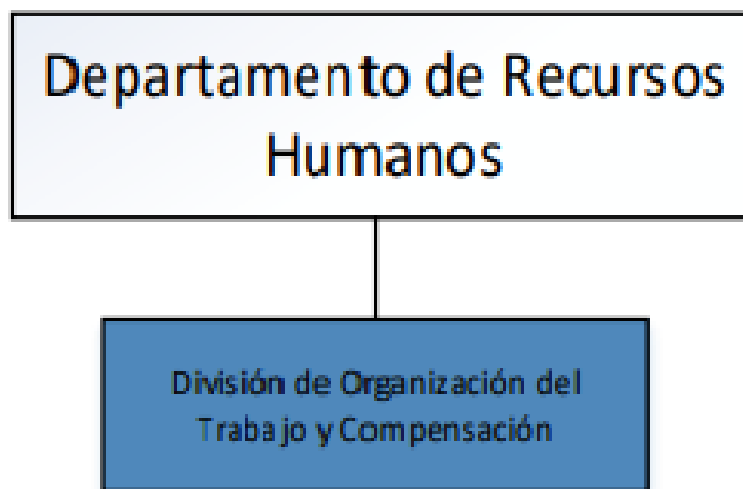 Departamento de Recursos
Humanos
División de Organización del
Trabajo y Compensación